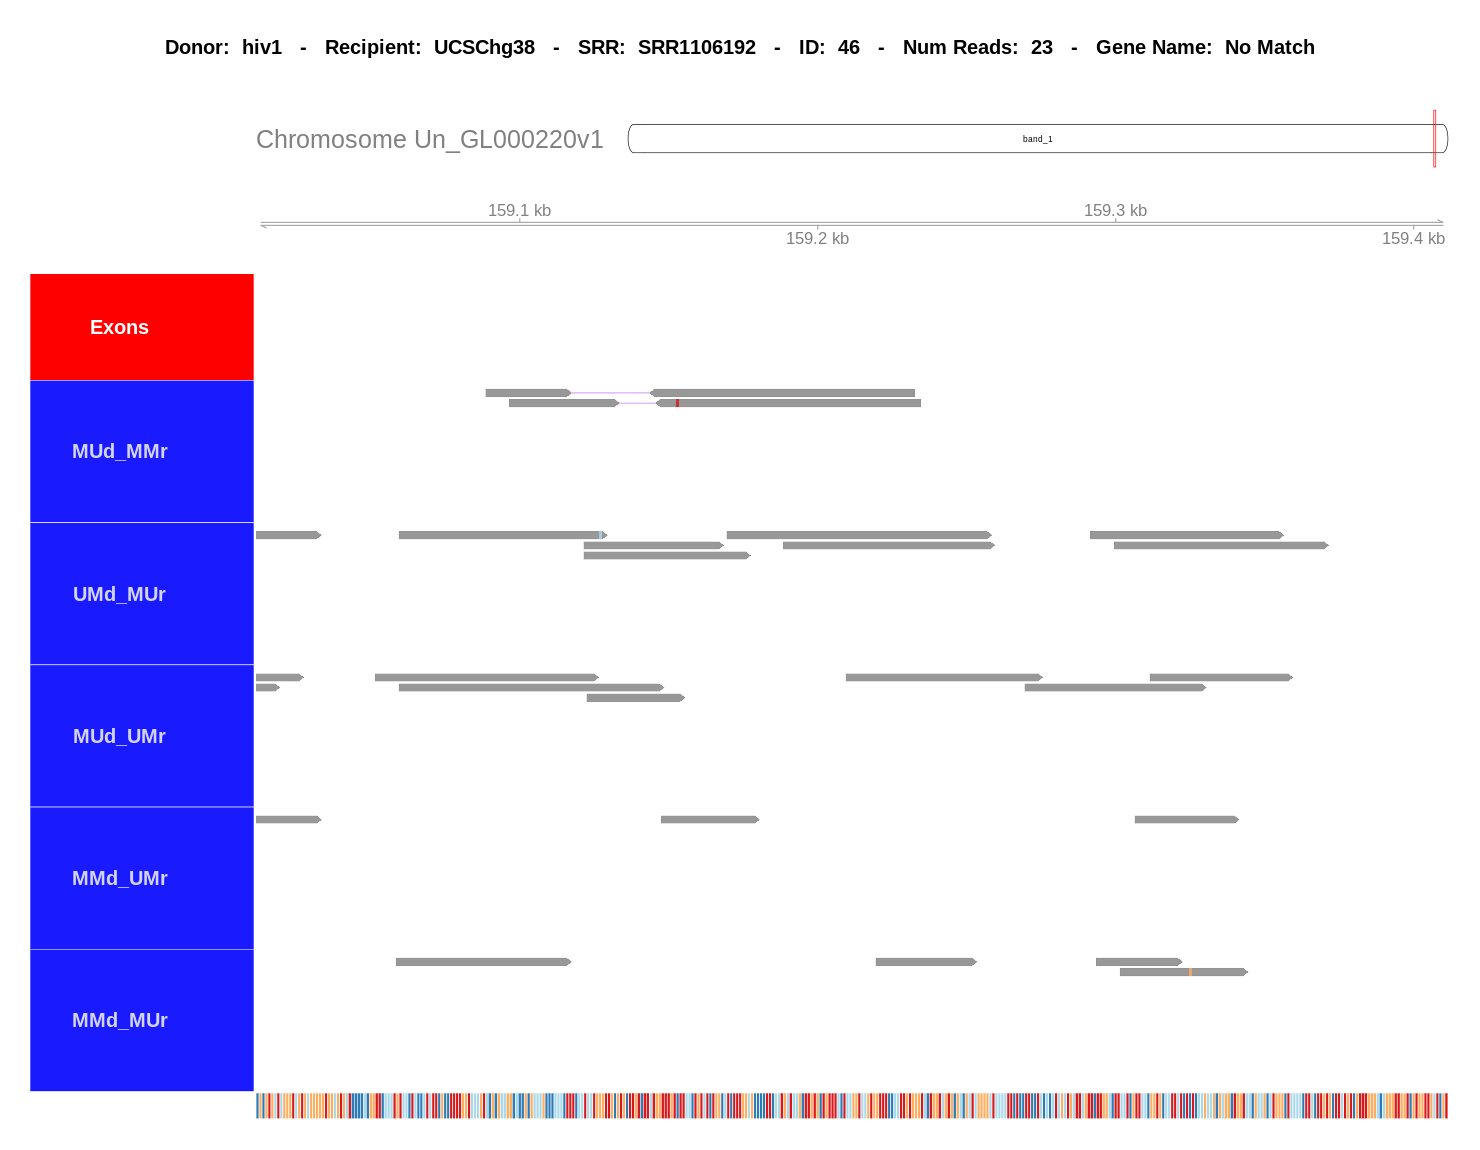 Donor: hiv1 - Recipient: UCSChg38 - SRR: SRR1106192 - ID: 46 - Num Reads: 23 - Gene Name: No Match
Chromosome Un_GL000220v1
band_1
159.1 kb
159.3 kb
159.2 kb
159.4 kb
Exons
MUd_MMr
UMd_MUr
MUd_UMr
MMd_UMr
MMd_MUr